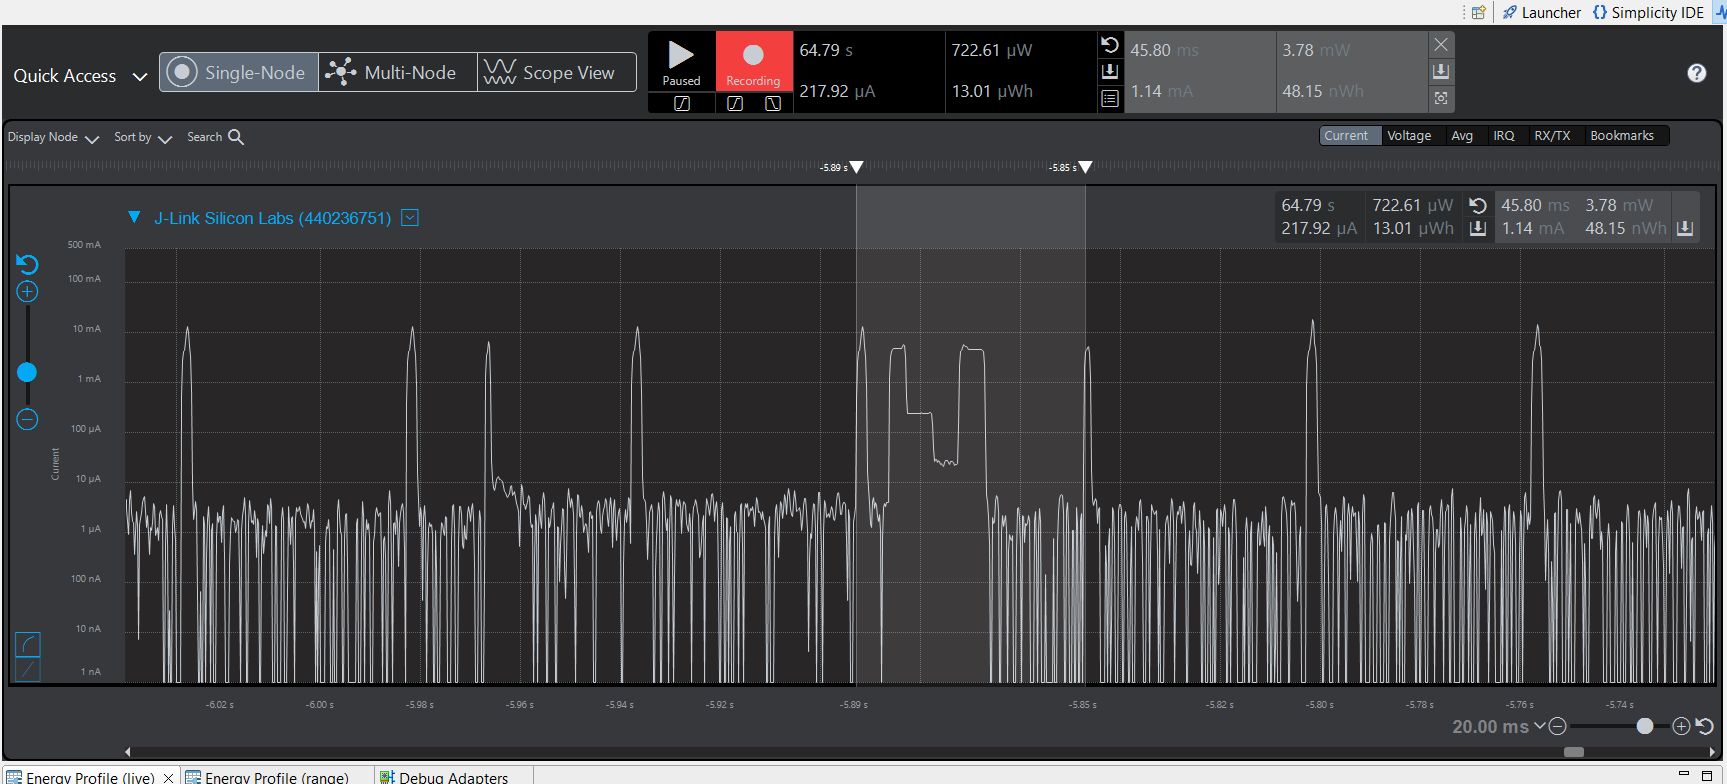 Launcher
Simplicity IDE
Quick Access
Single-Node
Multi-Node
Scope View
Paused
Recording
64.79 s
722.61 µW
217.92 µA
13.01 µWh
45.80 ms
3.78 mW
1.14 mA
48.15 nWh
Display Node
Sort by
Search
Current
Voltage
Avg
IRQ
RX/TX
Bookmarks
-5.89 s
-5.85 s
J-Link Silicon Labs (440236751)
64.79 s
722.61 µW
45.80 ms
3.78 mW
217.92 µA
13.01 µWh
1.14 mA
48.15 nWh
500 mA
100 mA
10 mA
1 mA
100 µA
10 µA
1 µA
100 nA
10 nA
1 nA
Current
-6.02 s
-6.00 s
-5.98 s
-5.96 s
-5.94 s
-5.92 s
-5.89 s
-5.85 s
-5.82 s
-5.80 s
-5.78 s
-5.76 s
-5.74 s
20.00 ms
Energy Profile (live)
Energy Profile (range)
Debug Adapters